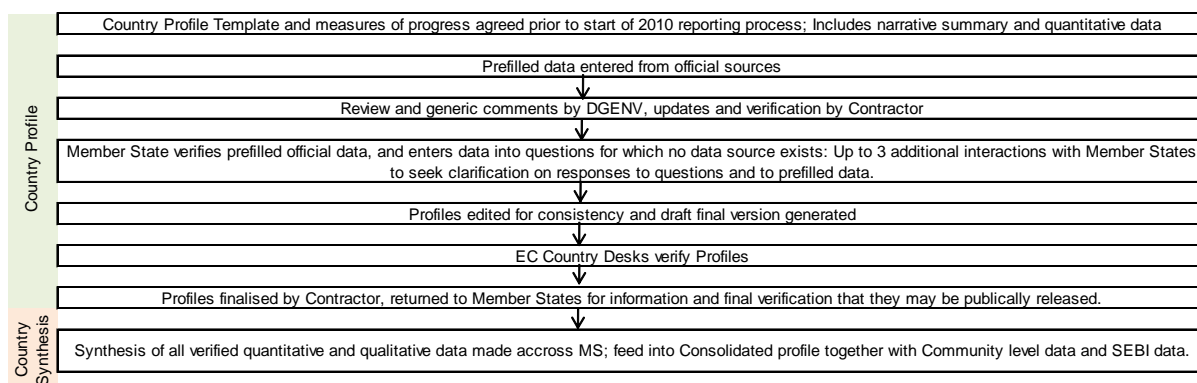 Country Profile
Country Profile Template and measures of progress agreed prior to start of 2010 reporting process; Includes narrative summary and quantitative data
Prefilled data entered from official sources
Review and generic comments by DGENV, updates and verification by Contractor
Member State verifies prefilled official data, and enters data into questions for which no data source exists: Up to 3 additional interactions with Member States
to seek clarification on responses to questions and to prefilled data.
Profiles edited for consistency and draft final version generated
EC Country Desks verify Profiles
Profiles finalised by Contractor, returned to Member States for information and final verification that they may be publically released.
Country
Synthesis
Synthesis of all verified quantitative and qualitative data made accross MS; feed into Consolidated profile together with Community level data and SEBI data.